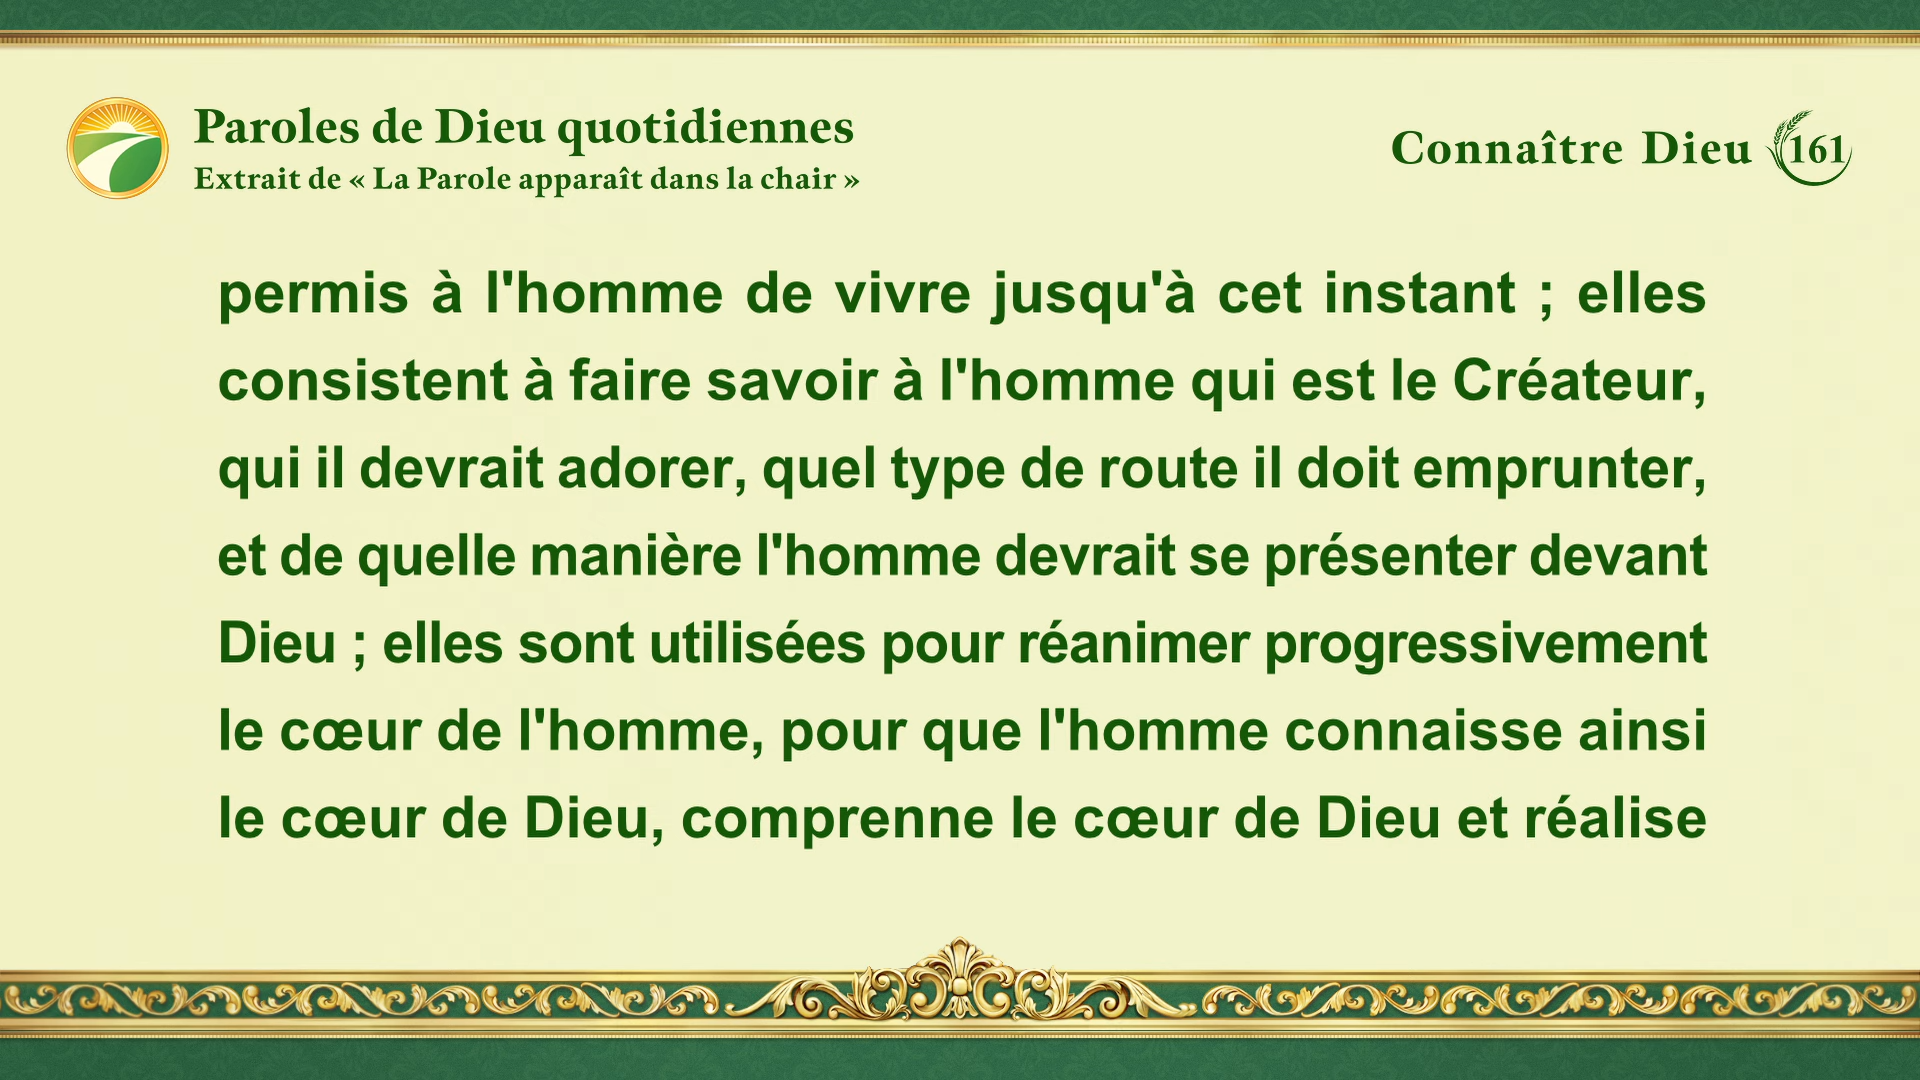 Paroles de Dieu quotidiennes
Extrait de « La Parole apparaît dans la chair »
Connaître Dieu 161
permis à l'homme de vivre jusqu'à cet instant ; elles
consistent à faire savoir à l'homme qui est le Créateur,
qui il devrait adorer, quel type de route il doit emprunter,
et de quelle manière l'homme devrait se présenter devant
Dieu ; elles sont utilisées pour réanimer progressivement
le cœur de l'homme, pour que l'homme connaisse ainsi
le cœur de Dieu, comprenne le cœur de Dieu et réalise